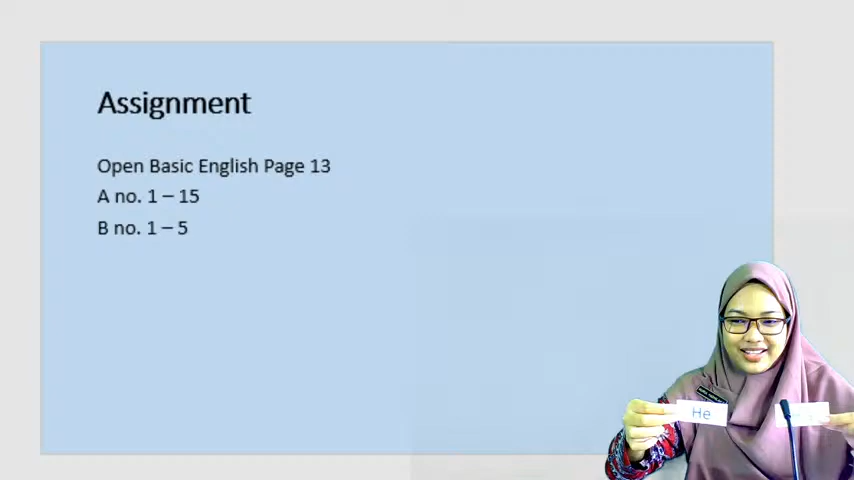 Assignment
Open Basic English Page 13
A no. 1 – 15
B no. 1 – 5
He